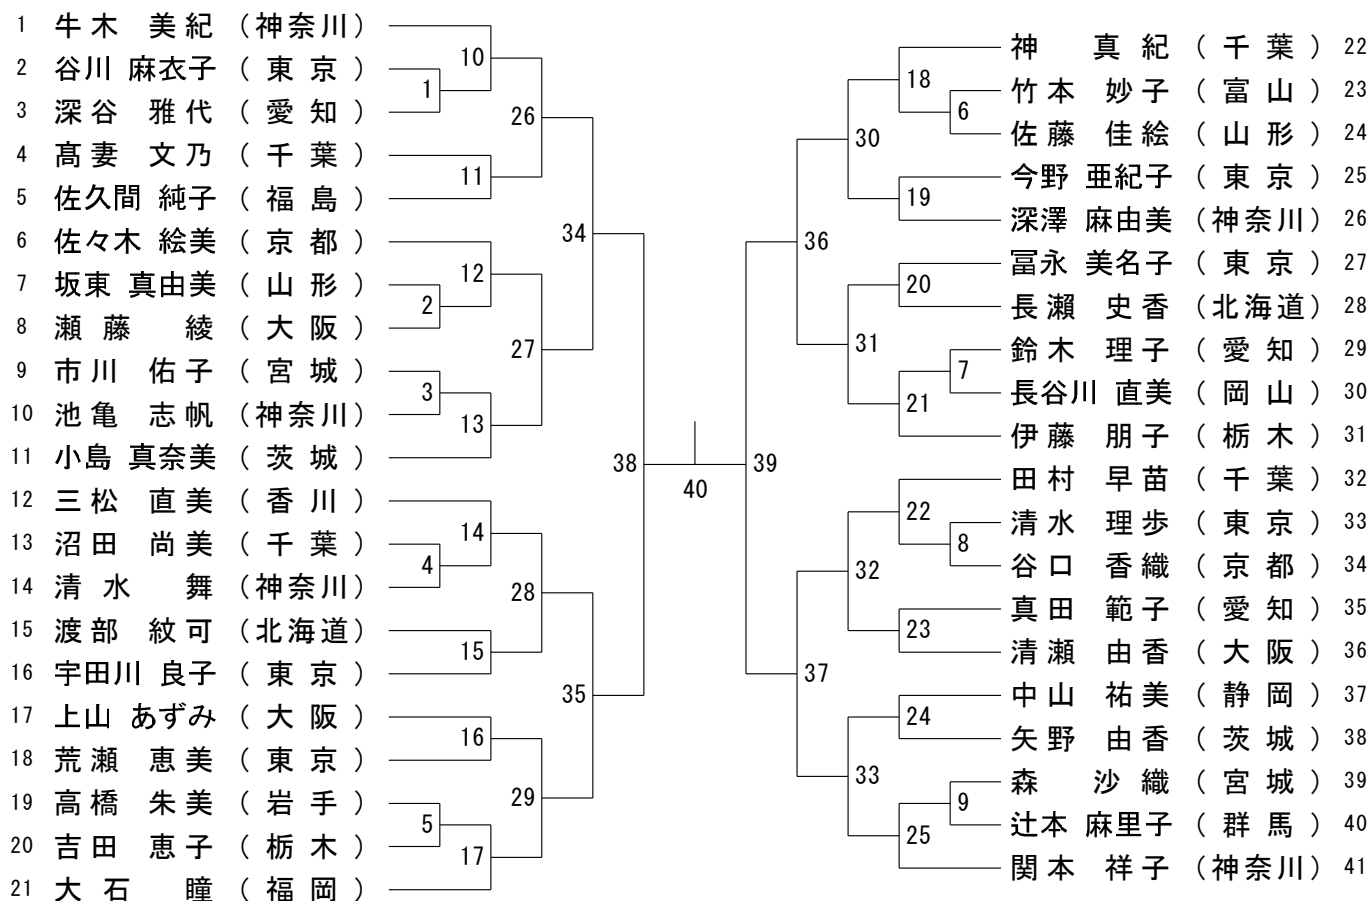 1 牛木 美紀 (神奈川)
2 谷川 麻衣子 (東京)
3 深谷 雅代 (愛知)
4 髙妻 文乃 (千葉)
5 佐久間 純子 (福島)
6 佐々木 絵美 (京都)
7 坂東 真由美 (山形)
8 瀬藤 綾 (大阪)
9 市川 佑子 (宮城)
10 池亀 志帆 (神奈川)
11 小島 真奈美 (茨城)
12 三松 直美 (香川)
13 沼田 尚美 (千葉)
14 清水 舞 (神奈川)
15 渡部 紋可 (北海道)
16 宇田川 良子 (東京)
17 上山 あずみ (大阪)
18 荒瀬 恵美 (東京)
19 高橋 朱美 (岩手)
20 吉田 恵子 (栃木)
21 大石 瞳 (福岡)
1
2
3
4
5
10
11
12
13
14
15
16
17
26
27
28
29
34
35
38
40
39
36
37
30
31
32
33
18
19
20
21
22
23
24
25
6
7
8
9
神 真紀 (千葉) 22
竹本 妙子 (富山) 23
佐藤 佳絵 (山形) 24
今野 亜紀子 (東京) 25
深澤 麻由美 (神奈川) 26
冨永 美名子 (東京) 27
長瀬 史香 (北海道) 28
鈴木 理子 (愛知) 29
長谷川 直美 (岡山) 30
伊藤 朋子 (栃木) 31
田村 早苗 (千葉) 32
清水 理歩 (東京) 33
谷口 香織 (京都) 34
真田 範子 (愛知) 35
清瀬 由香 (大阪) 36
中山 祐美 (静岡) 37
矢野 由香 (茨城) 38
森 沙織 (宮城) 39
辻本 麻里子 (群馬) 40
関本 祥子 (神奈川) 41